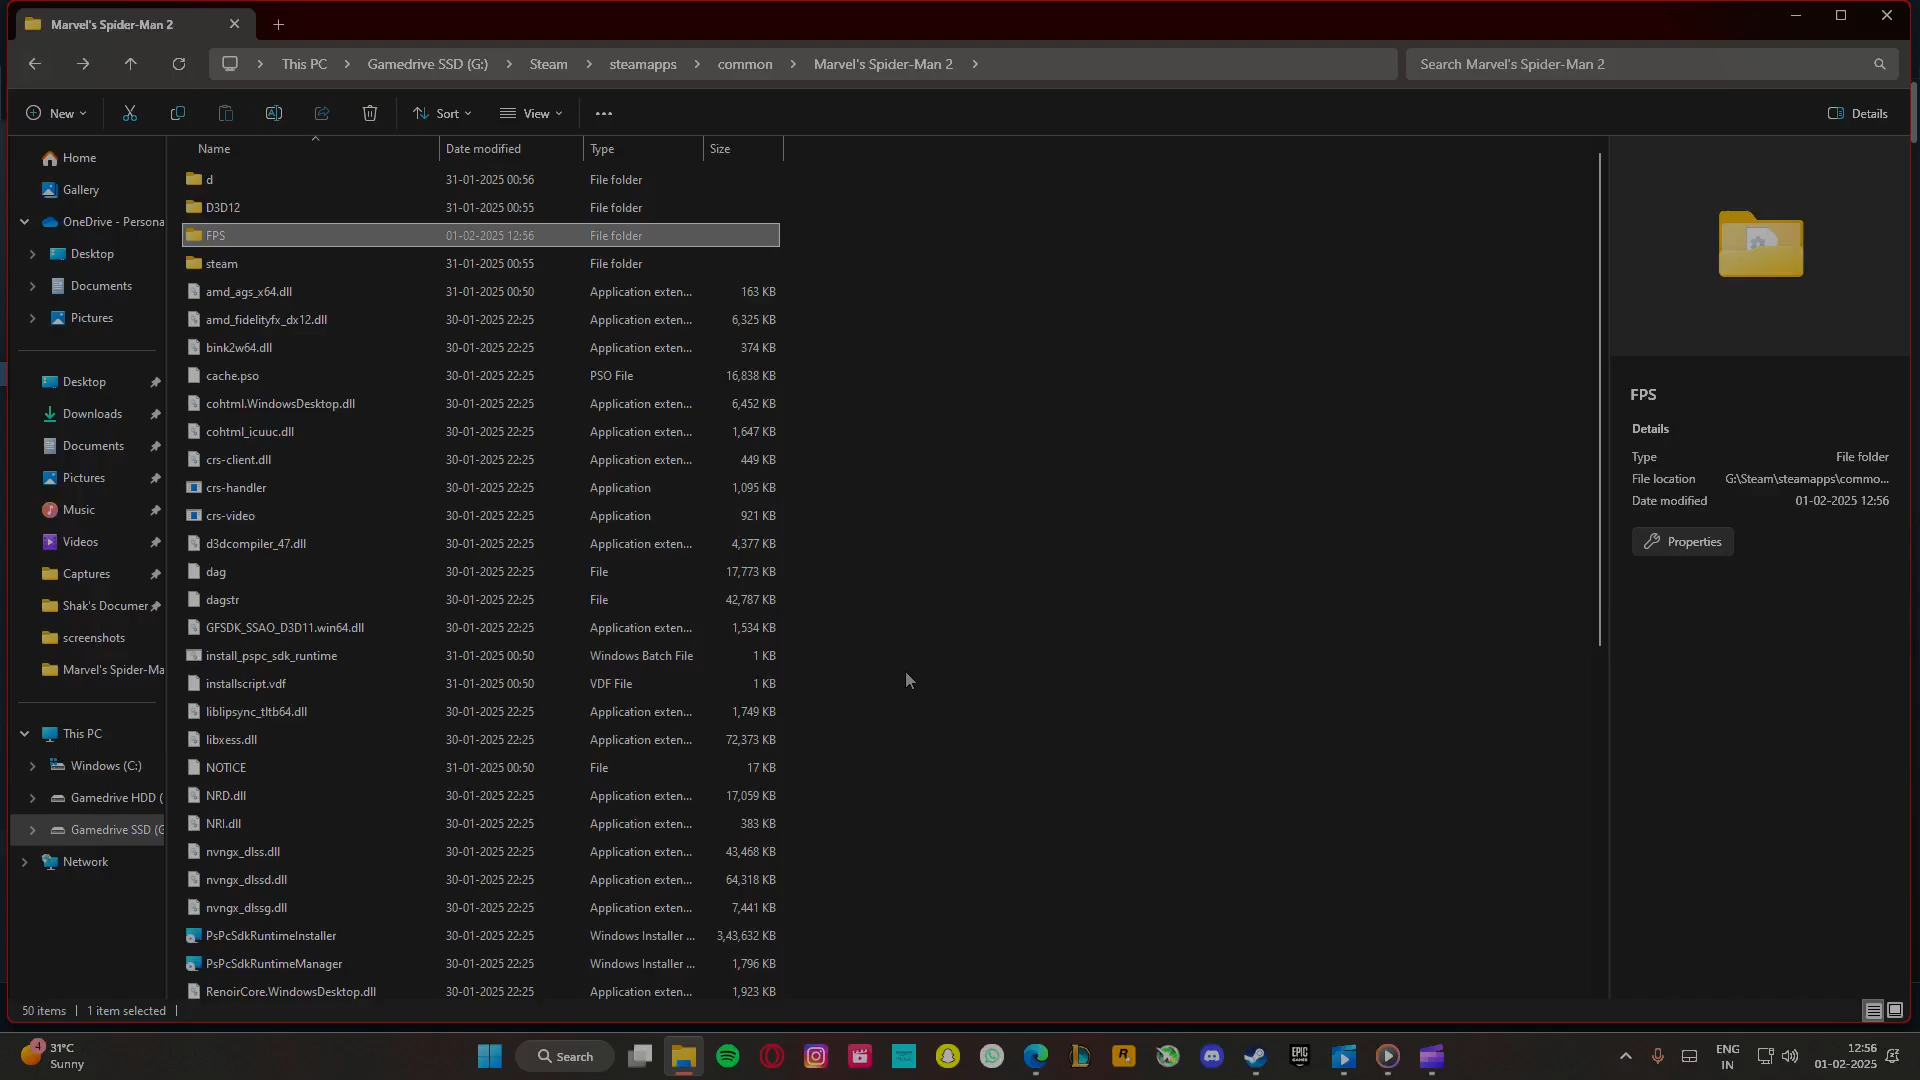 Marvel's Spider-Man 2
This PC > Gamedrive SSD (G:) > Steam > steamapps > common > Marvel's Spider-Man 2 >
Search Marvel's Spider-Man 2
New
Sort
View
Details
Name Date modified Type Size
Home
Gallery
OneDrive - Persona
Desktop
Documents
Pictures
Desktop
Downloads
Documents
Pictures
Music
Videos
Captures
Shak's Documer
screenshots
Marvel's Spider-Ma
This PC
Windows (C:)
Gamedrive HDD (
Gamedrive SSD (G
Network
d 31-01-2025 00:56 File folder
D3D12 31-01-2025 00:55 File folder
FPS 01-02-2025 12:56 File folder
steam 31-01-2025 00:55 File folder
amd_ags_x64.dll 31-01-2025 00:50 Application exten... 163 KB
amd_fidelityfx_dx12.dll 30-01-2025 22:25 Application exten... 6,325 KB
bink2w64.dll 30-01-2025 22:25 Application exten... 374 KB
cache.pso 30-01-2025 22:25 PSO File 16,838 KB
cohtml.WindowsDesktop.dll 30-01-2025 22:25 Application exten... 6,452 KB
cohtml_icuuc.dll 30-01-2025 22:25 Application exten... 1,647 KB
crs-client.dll 30-01-2025 22:25 Application exten... 449 KB
crs-handler 30-01-2025 22:25 Application 1,095 KB
crs-video 30-01-2025 22:25 Application 921 KB
d3dcompiler_47.dll 30-01-2025 22:25 Application exten... 4,377 KB
dag 30-01-2025 22:25 File 17,773 KB
dagstr 30-01-2025 22:25 File 42,787 KB
GFSDK_SSAO_D3D11.win64.dll 30-01-2025 22:25 Application exten... 1,534 KB
install_pspc_sdk_runtime 31-01-2025 00:50 Windows Batch File 1 KB
installscript.vdf 31-01-2025 00:50 VDF File 1 KB
liblipsync_tltb64.dll 30-01-2025 22:25 Application exten... 1,749 KB
libxess.dll 30-01-2025 22:25 Application exten... 72,373 KB
NOTICE 31-01-2025 00:50 File 17 KB
NRD.dll 30-01-2025 22:25 Application exten... 17,059 KB
NRI.dll 30-01-2025 22:25 Application exten... 383 KB
nvngx_dlss.dll 30-01-2025 22:25 Application exten... 43,468 KB
nvngx_dlssd.dll 30-01-2025 22:25 Application exten... 64,318 KB
nvngx_dlssg.dll 30-01-2025 22:25 Application exten... 7,441 KB
PsPcSdkRuntimeInstaller 30-01-2025 22:25 Windows Installer ... 3,43,632 KB
PsPcSdkRuntimeManager 30-01-2025 22:25 Windows Installer ... 1,796 KB
RenoirCore.WindowsDesktop.dll 30-01-2025 22:25 Application exten... 1,923 KB
FPS
Details
Type File folder
File location G:\Steam\steamapps\commo...
Date modified 01-02-2025 12:56
Properties
50 items | 1 item selected |
4
31°C
Sunny
Search
R
EPIC
GAMES
ENG
IN
12:56
01-02-2025